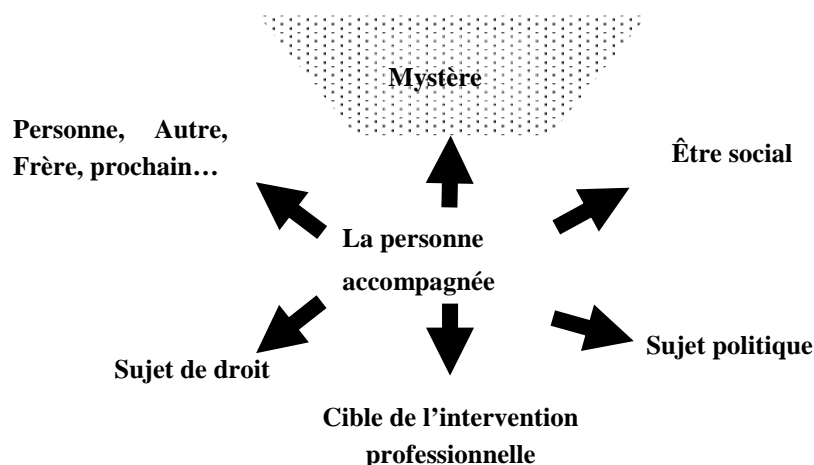 Mystère
Personne, Autre,
Frère, prochain…
Être social
La personne
accompagnée
Sujet de droit
Sujet politique
Cible de l’intervention
professionnelle